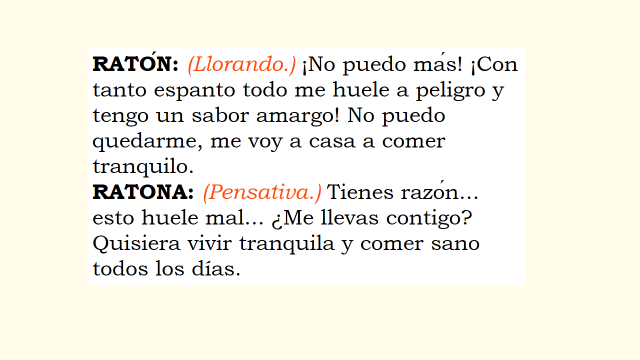 RATÓN: (Llorando.) ¡No puedo más! ¡Con
tanto espanto todo me huele a peligro y
tengo un sabor amargo! No puedo
quedarme, me voy a casa a comer
tranquilo.
RATONA: (Pensativa.) Tienes razón...
esto huele mal... ¿Me llevas contigo?
Quisiera vivir tranquila y comer sano
todos los días.